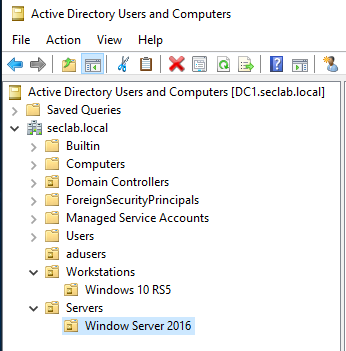 Active Directory Users and Computers
File Action View Help
Active Directory Users and Computers [DC1.seclab.local]
Saved Queries
seclab.local
Builtin
Computers
Domain Controllers
ForeignSecurityPrincipals
Managed Service Accounts
Users
adusers
Workstations
Windows 10 RS5
Servers
Window Server 2016